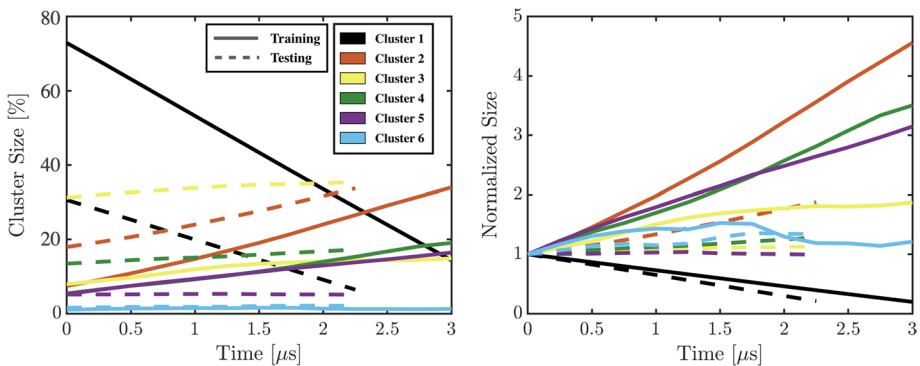 80
60
40
20
0
Cluster Size [%]
Training
Testing
Cluster 1
Cluster 2
Cluster 3
Cluster 4
Cluster 5
Cluster 6
0
0.5
1
1.5
2
2.5
3
Time [μs]
5
4
3
2
1
0
Normalized Size
0
0.5
1
1.5
2
2.5
3
Time [μs]